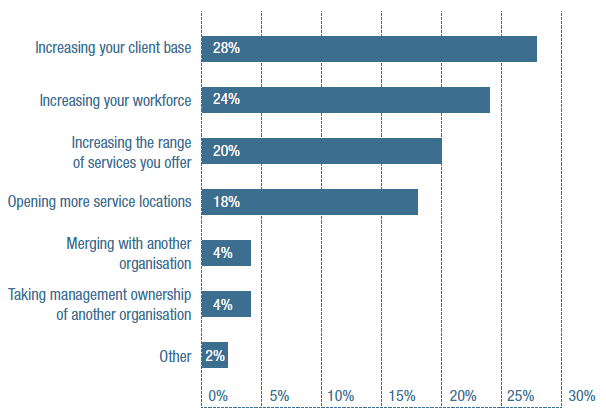 Increasing your client base 28%
Increasing your workforce 24%
Increasing the range
of services you offer 20%
Opening more service locations 18%
Merging with another
organisation 4%
Taking management ownership
of another organisation 4%
Other 2%
0% 5% 10% 15% 20% 25% 30%